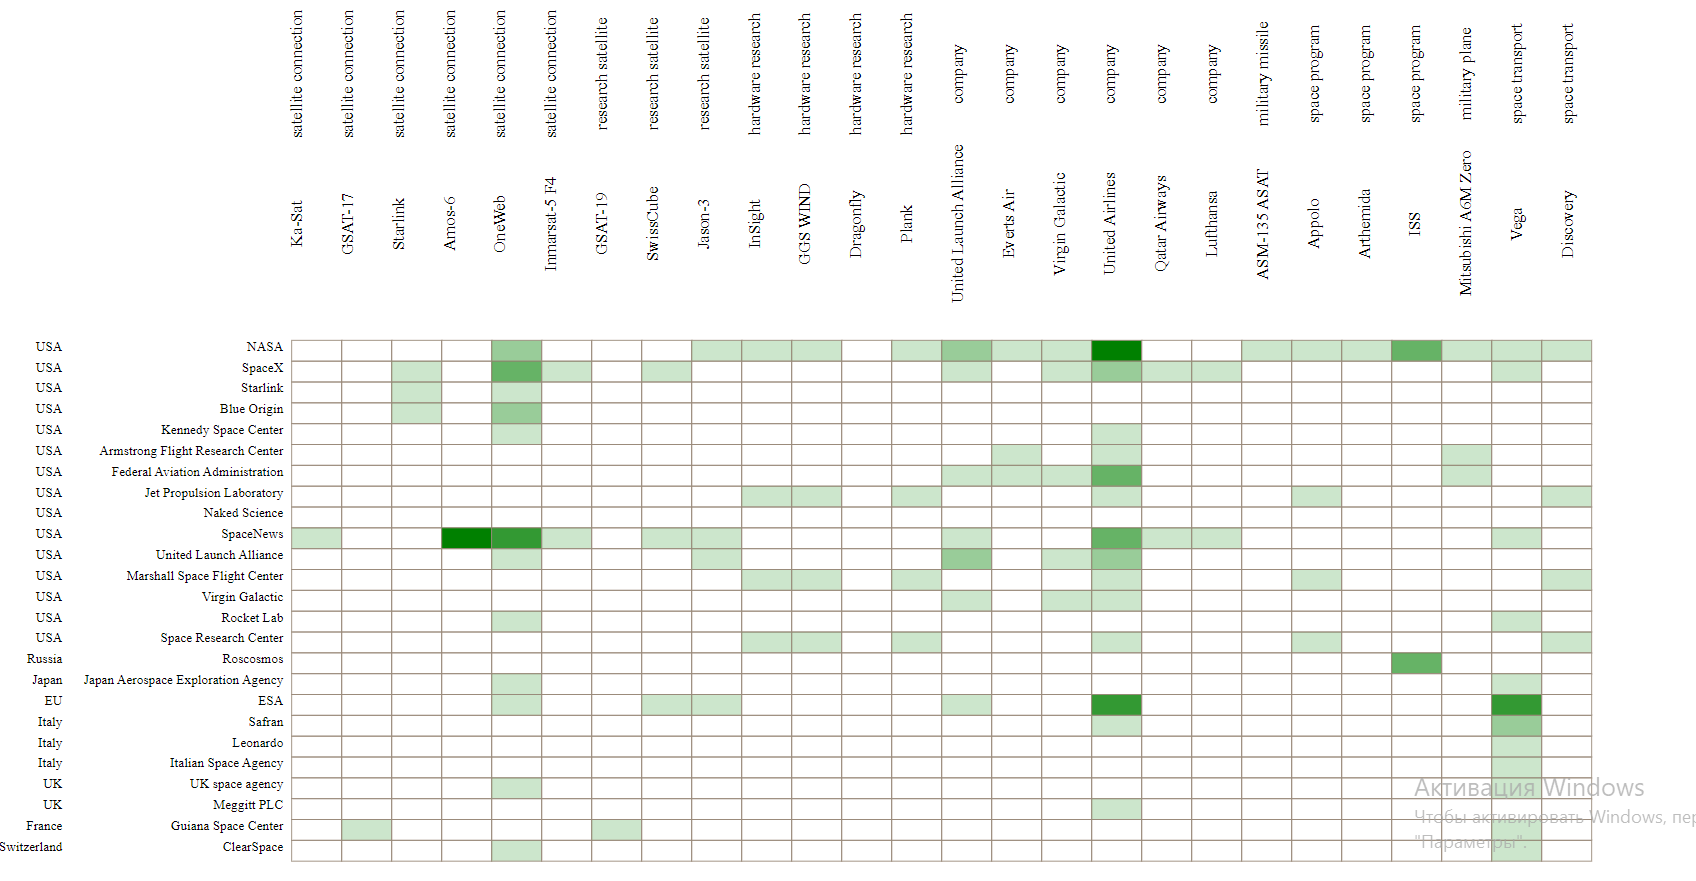 satellite connection
satellite connection
satellite connection
satellite connection
satellite connection
satellite connection
research satellite
research satellite
research satellite
hardware research
hardware research
hardware research
hardware research
company
company
company
company
company
company
military missile
space program
space program
space program
military plane
space transport
space transport
Ka-Sat
GSAT-17
Starlink
Amos-6
OneWeb
Inmarsat-5 F4
GSAT-19
SwissCube
Jason-3
InSight
GGS WIND
Dragonfly
Plank
United Launch Alliance
Everts Air
Virgin Galactic
United Airlines
Qatar Airways
Lufthansa
ASM-135 ASAT
Appolo
Arthemida
ISS
Mitsubishi A6M Zero
Vega
Discovery
USA NASA
USA SpaceX
USA Starlink
USA Blue Origin
USA Kennedy Space Center
USA Armstrong Flight Research Center
USA Federal Aviation Administration
USA Jet Propulsion Laboratory
USA Naked Science
USA SpaceNews
USA United Launch Alliance
USA Marshall Space Flight Center
USA Virgin Galactic
USA Rocket Lab
USA Space Research Center
Russia Roscosmos
Japan Japan Aerospace Exploration Agency
EU ESA
Italy Safran
Italy Leonardo
Italy Italian Space Agency
UK UK space agency
UK Meggitt PLC
France Guiana Space Center
Switzerland ClearSpace
Активация Windows
Чтобы активировать Windows, пер
"Параметры".